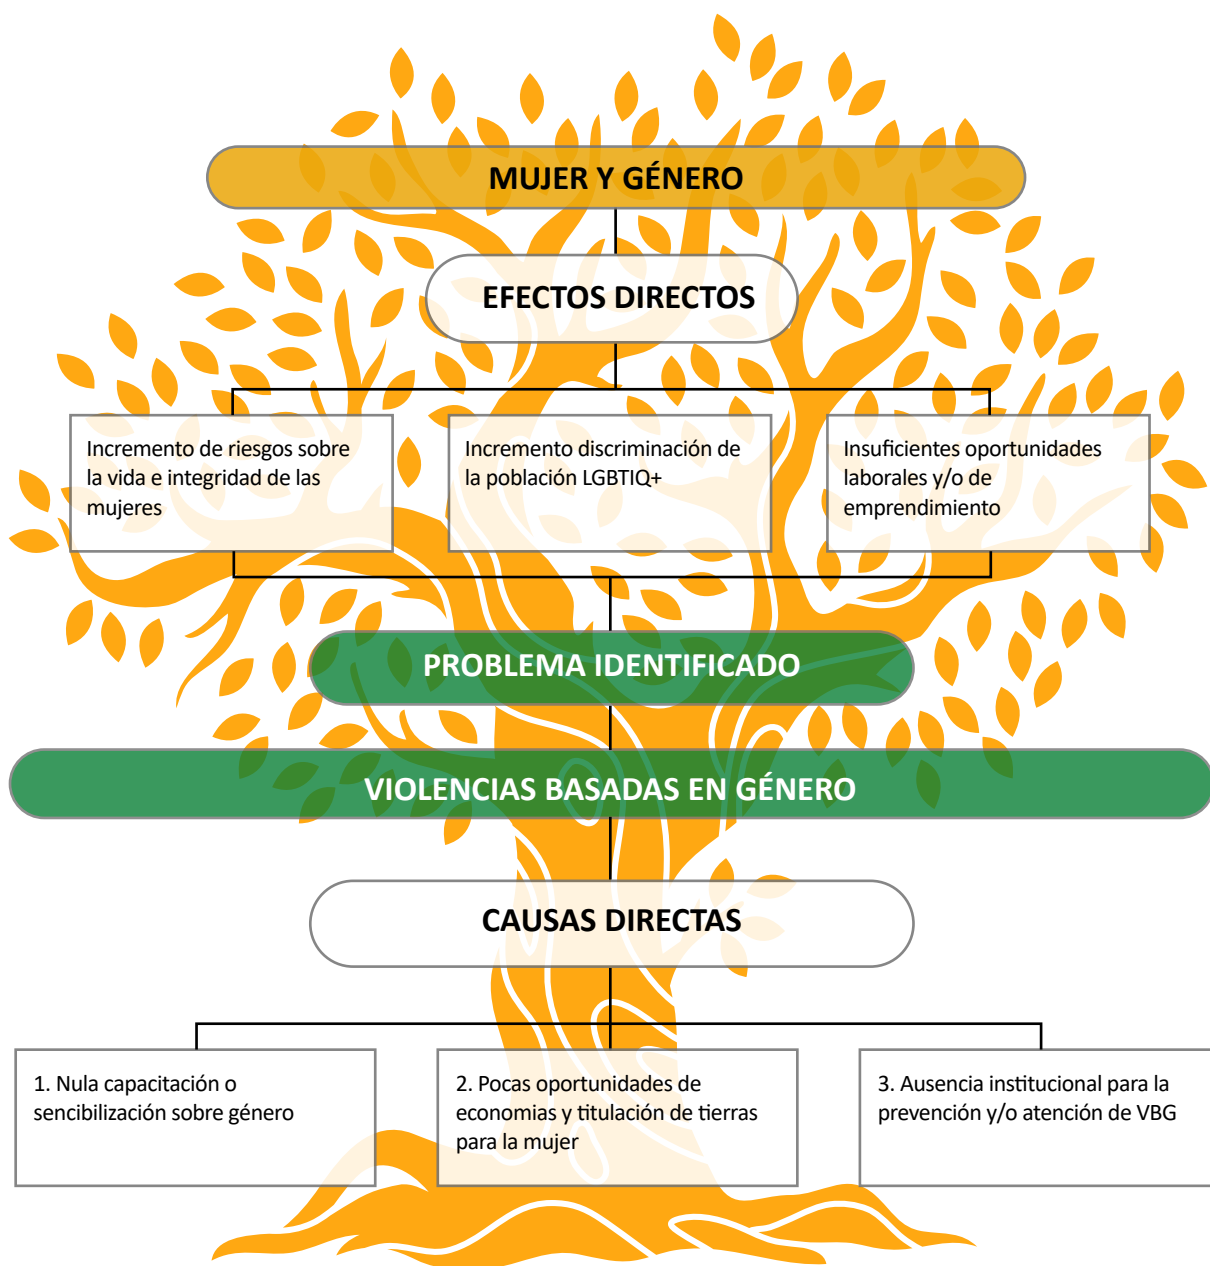 MUJER Y GÉNERO
EFECTOS DIRECTOS
Incremento de riesgos sobre
la vida e integridad de las
mujeres
Incremento discriminación de
la población LGBTIQ+
Insuficientes oportunidades
laborales y/o de
emprendimiento
PROBLEMA IDENTIFICADO
VIOLENCIAS BASADAS EN GÉNERO
CAUSAS DIRECTAS
1. Nula capacitación o
sencibilización sobre género
2. Pocas oportunidades de
economias y titulación de tierras
para la mujer
3. Ausencia institucional para la
prevención y/o atención de VBG